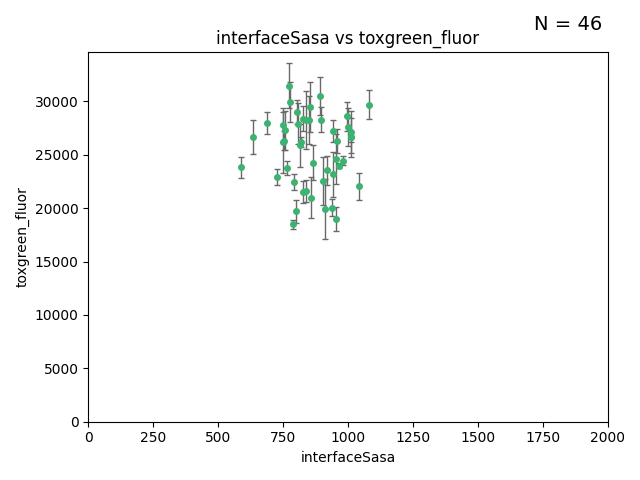 N = 46
interfaceSasa vs toxgreen_fluor
toxgreen_fluor
30000
25000
20000
15000
10000
5000
0
0 250 500 750 1000 1250 1500 1750 2000
interfaceSasa